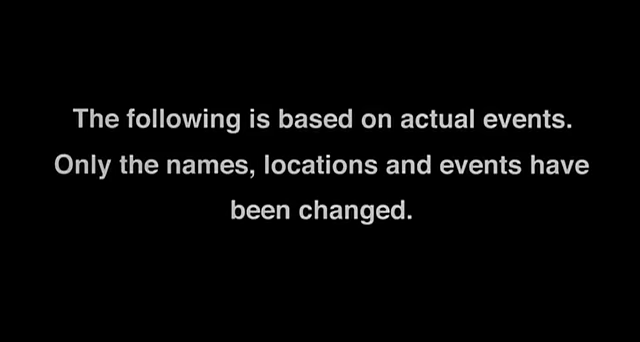 The following is based on actual events.
Only the names, locations and events have
been changed.